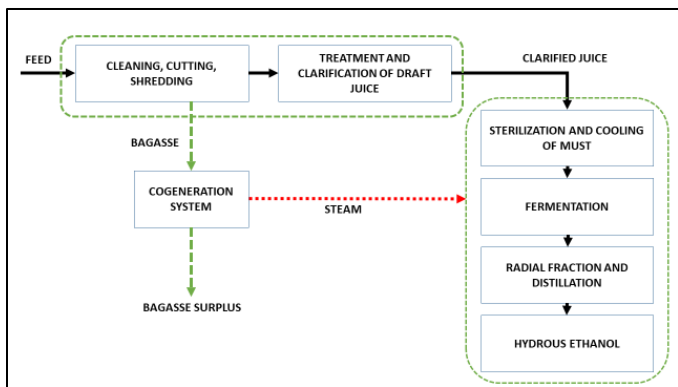 FEED
CLEANING, CUTTING,
SHREDDING
TREATMENT AND
CLARIFICATION OF DRAFT
JUICE
CLARIFIED JUICE
BAGASSE
STERILIZATION AND COOLING
OF MUST
COGENERATION
SYSTEM
STEAM
FERMENTATION
RADIAL FRACTION AND
DISTILLATION
BAGASSE SURPLUS
HYDROUS ETHANOL